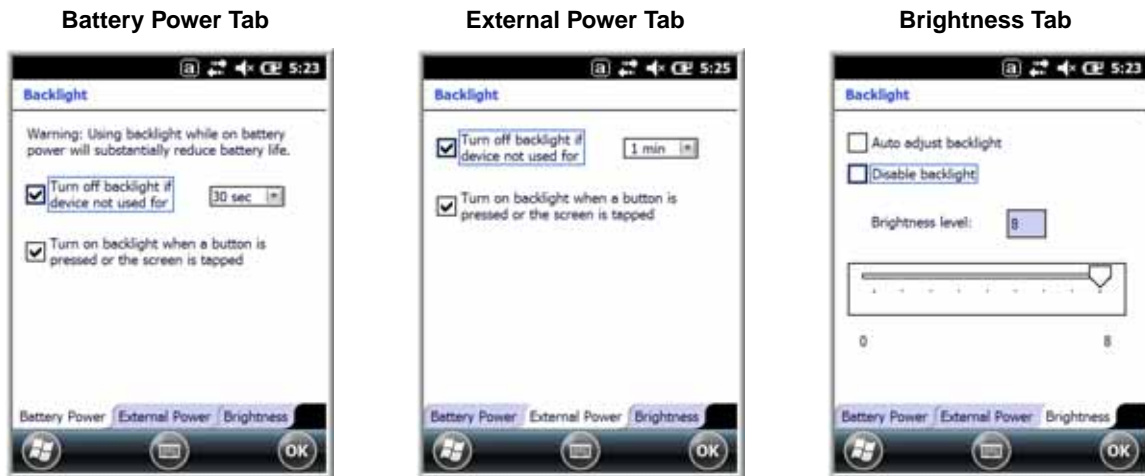 Battery Power Tab
5:23
Backlight
Warning: Using backlight while on battery
power will substantially reduce battery life.
Turn off backlight if
device not used for
30 sec
Turn on backlight when a button is
pressed or the screen is tapped
Battery Power External Power Brightness
OK
External Power Tab
5:25
Backlight
Turn off backlight if
device not used for
1 min
Turn on backlight when a button is
pressed or the screen is tapped
Battery Power External Power Brightness
OK
Brightness Tab
5:23
Backlight
Auto adjust backlight
Disable backlight
Brightness level: 8
0 8
Battery Power External Power Brightness
OK